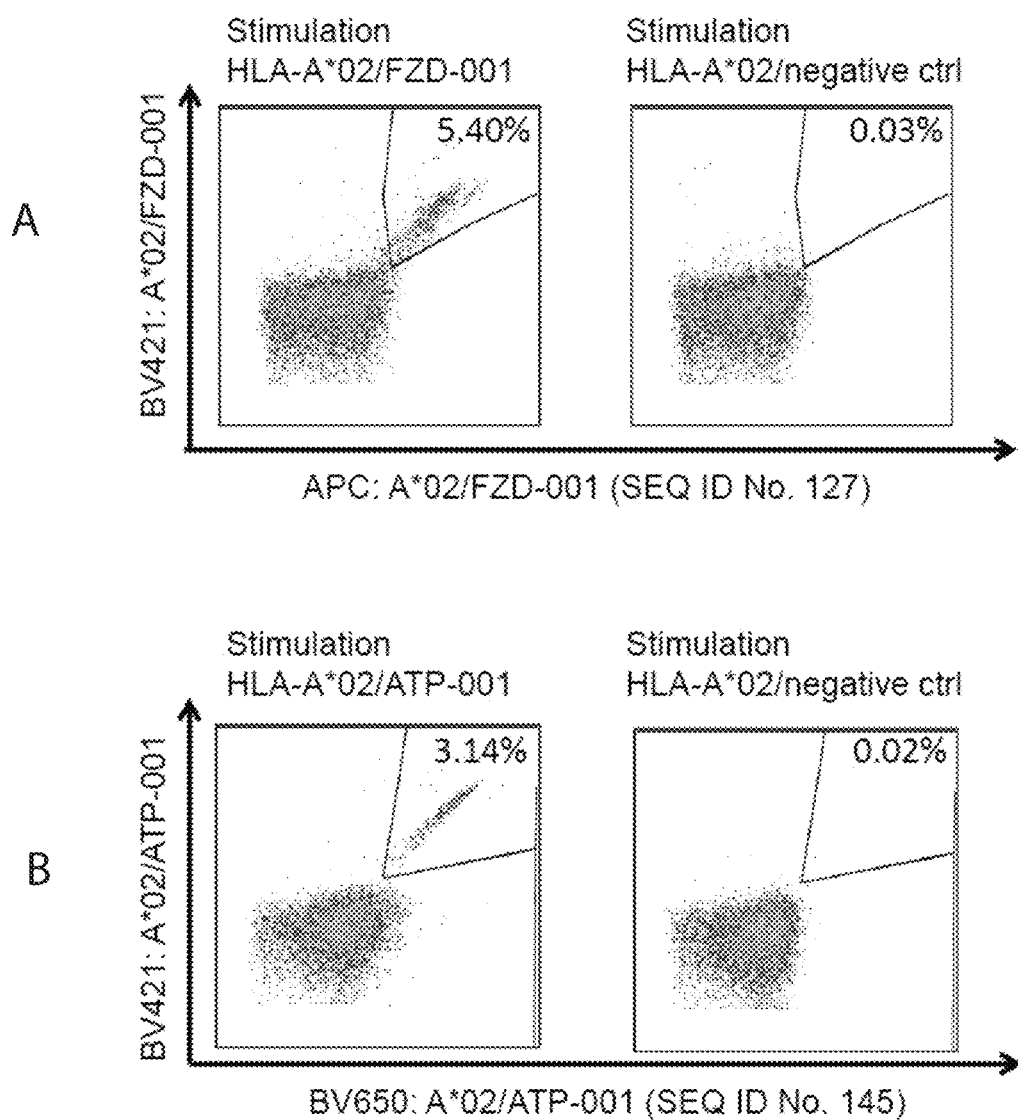 Stimulation
HLA-A*02/FZD-001
Stimulation
HLA-A*02/negative ctrl
5.40%
0.03%
A
BV421: A*02/FZD-001
APC: A*02/FZD-001 (SEQ ID No. 127)
Stimulation
HLA-A*02/ATP-001
Stimulation
HLA-A*02/negative ctrl
3.14%
0.02%
B
BV421: A*02/ATP-001
BV650: A*02/ATP-001 (SEQ ID No. 145)